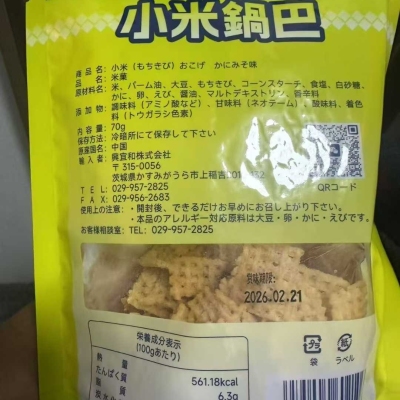 小米鍋巴
商品名：小米（もちきび）おこげ　かにみそ味
品名：米菓
原材料名：米、パーム油、大豆、もちきび、コーンスターチ、食塩、白砂糖、
かに、卵、えび、醤油、マルトデキストリン、香辛料
添加物：調味料（アミノ酸など）、甘味料（ネオテーム）、酸味料、着色
料（トウガラシ色素）
内容量：70g
保存方法：冷暗所にて保存して下さい
原産国名：中国
輸入者：興宜和株式会社
〒315-0056
茨城県かすみがうら市上稲吉
TEL：029-957-2825
FAX：029-956-2683
QRコード
使用上の注意：・開封後、できるだけお早めにお召し上がり下さい。
・本品のアレルギー対応原料は大豆・卵・かに・えびです。
お客様相談室：TEL: 029-957-2825
賞味期限:
2026.02.21
栄養成分表示
(100gあたり)
熱量 561.18kcal
たんぱく質 6.3g
脂質
炭水化
プラ
袋
紙
ラベル